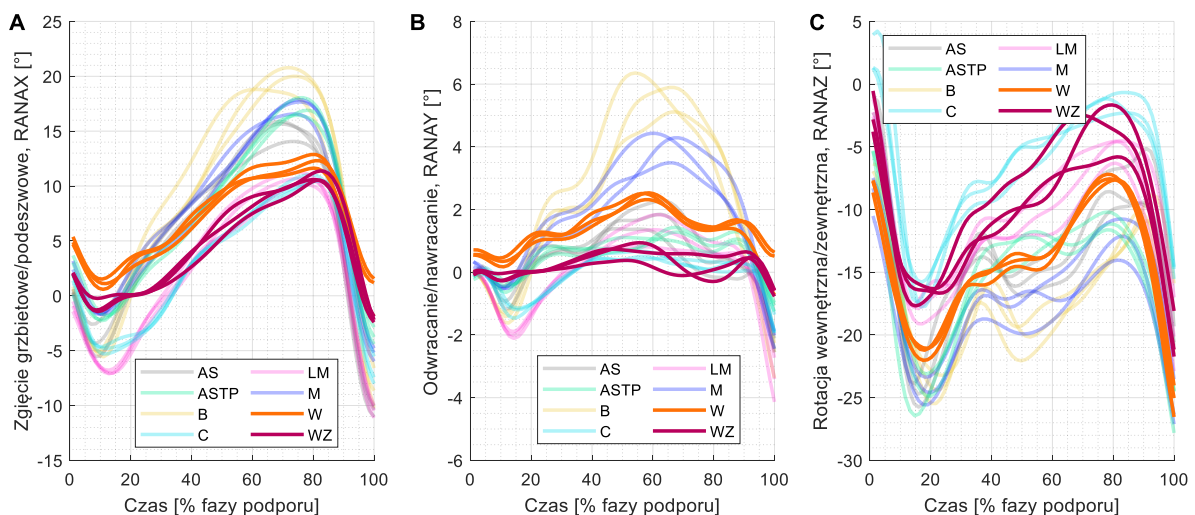 A
Zgięcie grzbietowe/podeszwowe, RANAX [°]
25
20
15
10
5
0
-5
-10
-15
AS
ASTP
B
C
LM
M
W
WZ
0
20
40
60
80
100
Czas [% fazy podporu]
B
Odwracanie/nawracanie, RANAY [°]
8
6
4
2
0
-2
-4
-6
AS
ASTP
B
C
LM
M
W
WZ
0
20
40
60
80
100
Czas [% fazy podporu]
C
Rotacja wewnętrzna/zewnętrzna, RANAZ [°]
5
0
-5
-10
-15
-20
-25
-30
AS
ASTP
B
C
LM
M
W
WZ
0
20
40
60
80
100
Czas [% fazy podporu]